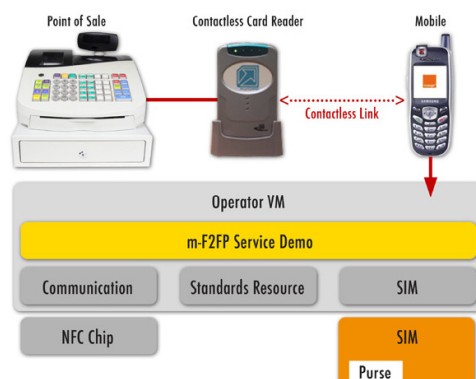 Point of Sale
Contactless Card Reader
Mobile
Contactless Link
SAMSUNG
Operator VM
m-F2FP Service Demo
Communication
Standards Resource
SIM
NFC Chip
SIM
Purse